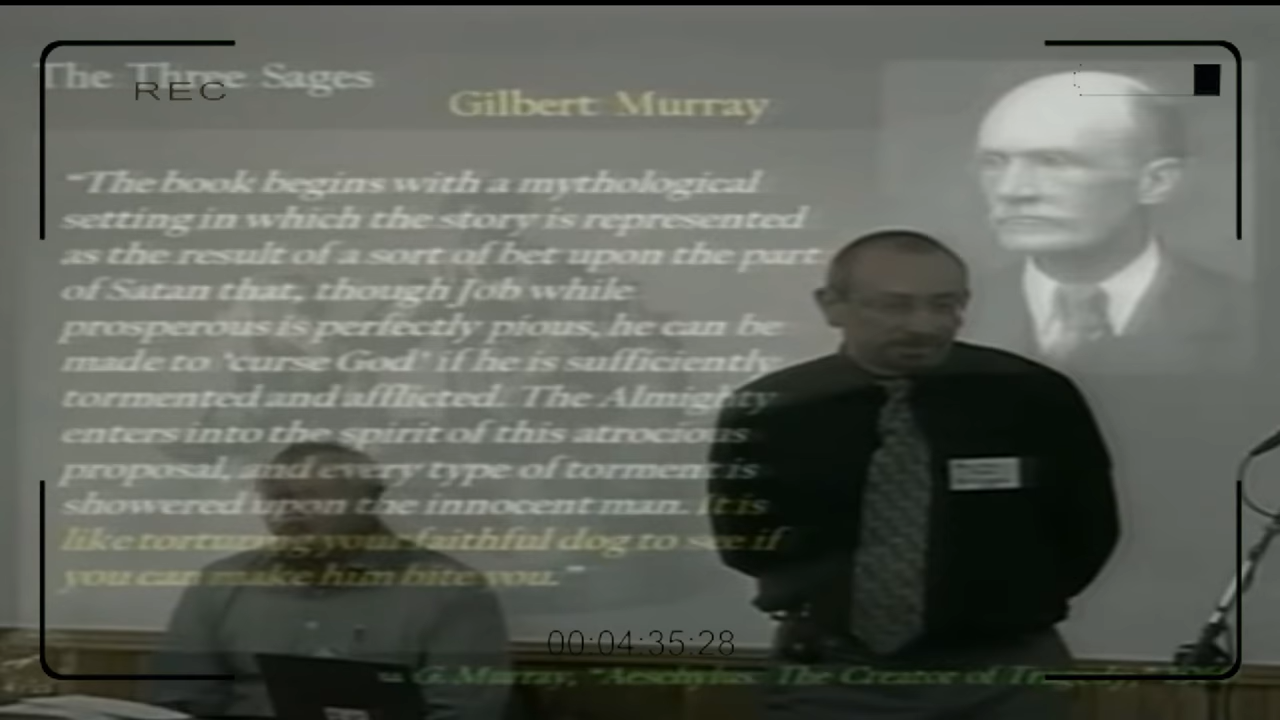 The Three Sages
REC
Gilbert Murray
"The book begins with a mythological
setting in which the story is represented
as the result of a sort of bet upon the part
of Satan that, though Job while
prosperous is perfectly pious, he can be
made to 'curse God' if he is sufficiently
tormented and afflicted. The Almighty
enters into the spirit of this atrocious
proposal, and every type of torment is
showered upon the innocent man. It is
like torturing your faithful dog to see if
you can make him bite you."
00:04:35:28
G. Murray, "Aeschylus: The Creator of Tragedy,"